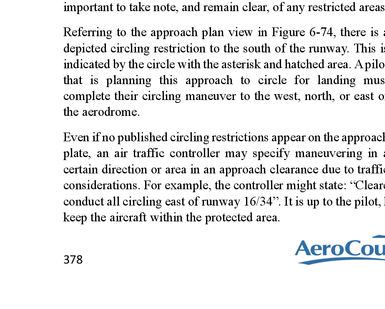 important to take note, and remain clear, of any restricted areas
Referring to the approach plan view in Figure 6-74, there is a
depicted circling restriction to the south of the runway. This is
indicated by the circle with the asterisk and hatched area. A pilo
that is planning this approach to circle for landing mus
complete their circling maneuver to the west, north, or east o
the aerodrome.
Even if no published circling restrictions appear on the approach
plate, an air traffic controller may specify maneuvering in a
certain direction or area in an approach clearance due to traffi
considerations. For example, the controller might state: “Cleare
conduct all circling east of runway 16/34”. It is up to the pilot,
keep the aircraft within the protected area.
378
AeroCou